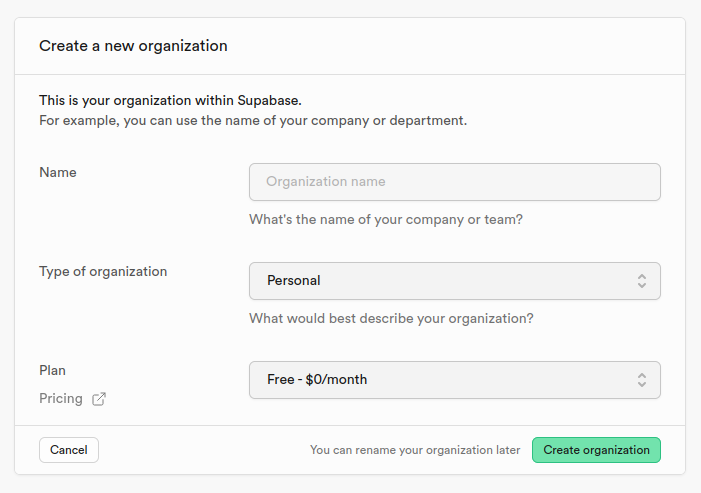 Create a new organization
This is your organization within Supabase.
For example, you can use the name of your company or department.
Name
Organization name
What's the name of your company or team?
Type of organization
Personal
What would best describe your organization?
Plan
Free - $0/month
Pricing
Cancel
You can rename your organization later
Create organization